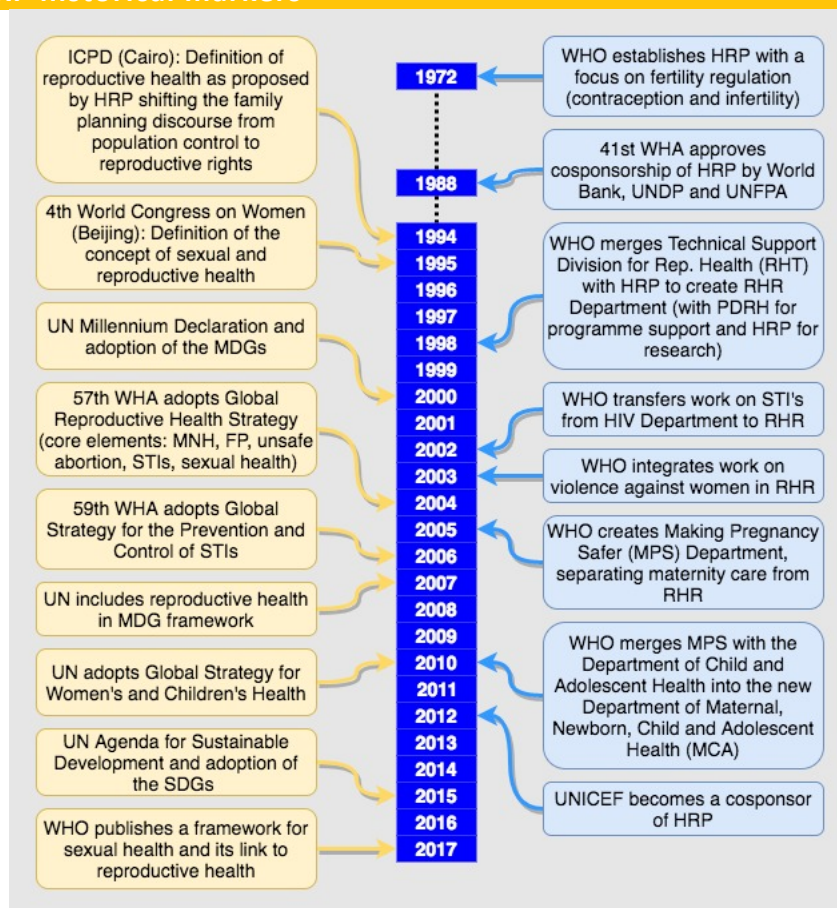 ICPD (Cairo): Definition of
reproductive health as proposed
by HRP shifting the family
planning discourse from
population control to
reproductive rights
4th World Congress on Women
(Beijing): Definition of the
concept of sexual and
reproductive health
UN Millennium Declaration and
adoption of the MDGs
57th WHA adopts Global
Reproductive Health Strategy
(core elements: MNH, FP, unsafe
abortion, STIs, sexual health)
59th WHA adopts Global
Strategy for the Prevention and
Control of STIs
UN includes reproductive health
in MDG framework
UN adopts Global Strategy for
Women's and Children's Health
UN Agenda for Sustainable
Development and adoption of
the SDGs
WHO publishes a framework for
sexual health and its link to
reproductive health
1972
1988
1994
1995
1996
1997
1998
1999
2000
2001
2002
2003
2004
2005
2006
2007
2008
2009
2010
2011
2012
2013
2014
2015
2016
2017
WHO establishes HRP with a
focus on fertility regulation
(contraception and infertility)
41st WHA approves
cosponsorship of HRP by World
Bank, UNDP and UNFPA
WHO merges Technical Support
Division for Rep. Health (RHT)
with HRP to create RHR
Department (with PDRH for
programme support and HRP for
research)
WHO transfers work on STI's
from HIV Department to RHR
WHO integrates work on
violence against women in RHR
WHO creates Making Pregnancy
Safer (MPS) Department,
separating maternity care from
RHR
WHO merges MPS with the
Department of Child and
Adolescent Health into the new
Department of Maternal,
Newborn, Child and Adolescent
Health (MCA)
UNICEF becomes a cosponsor
of HRP